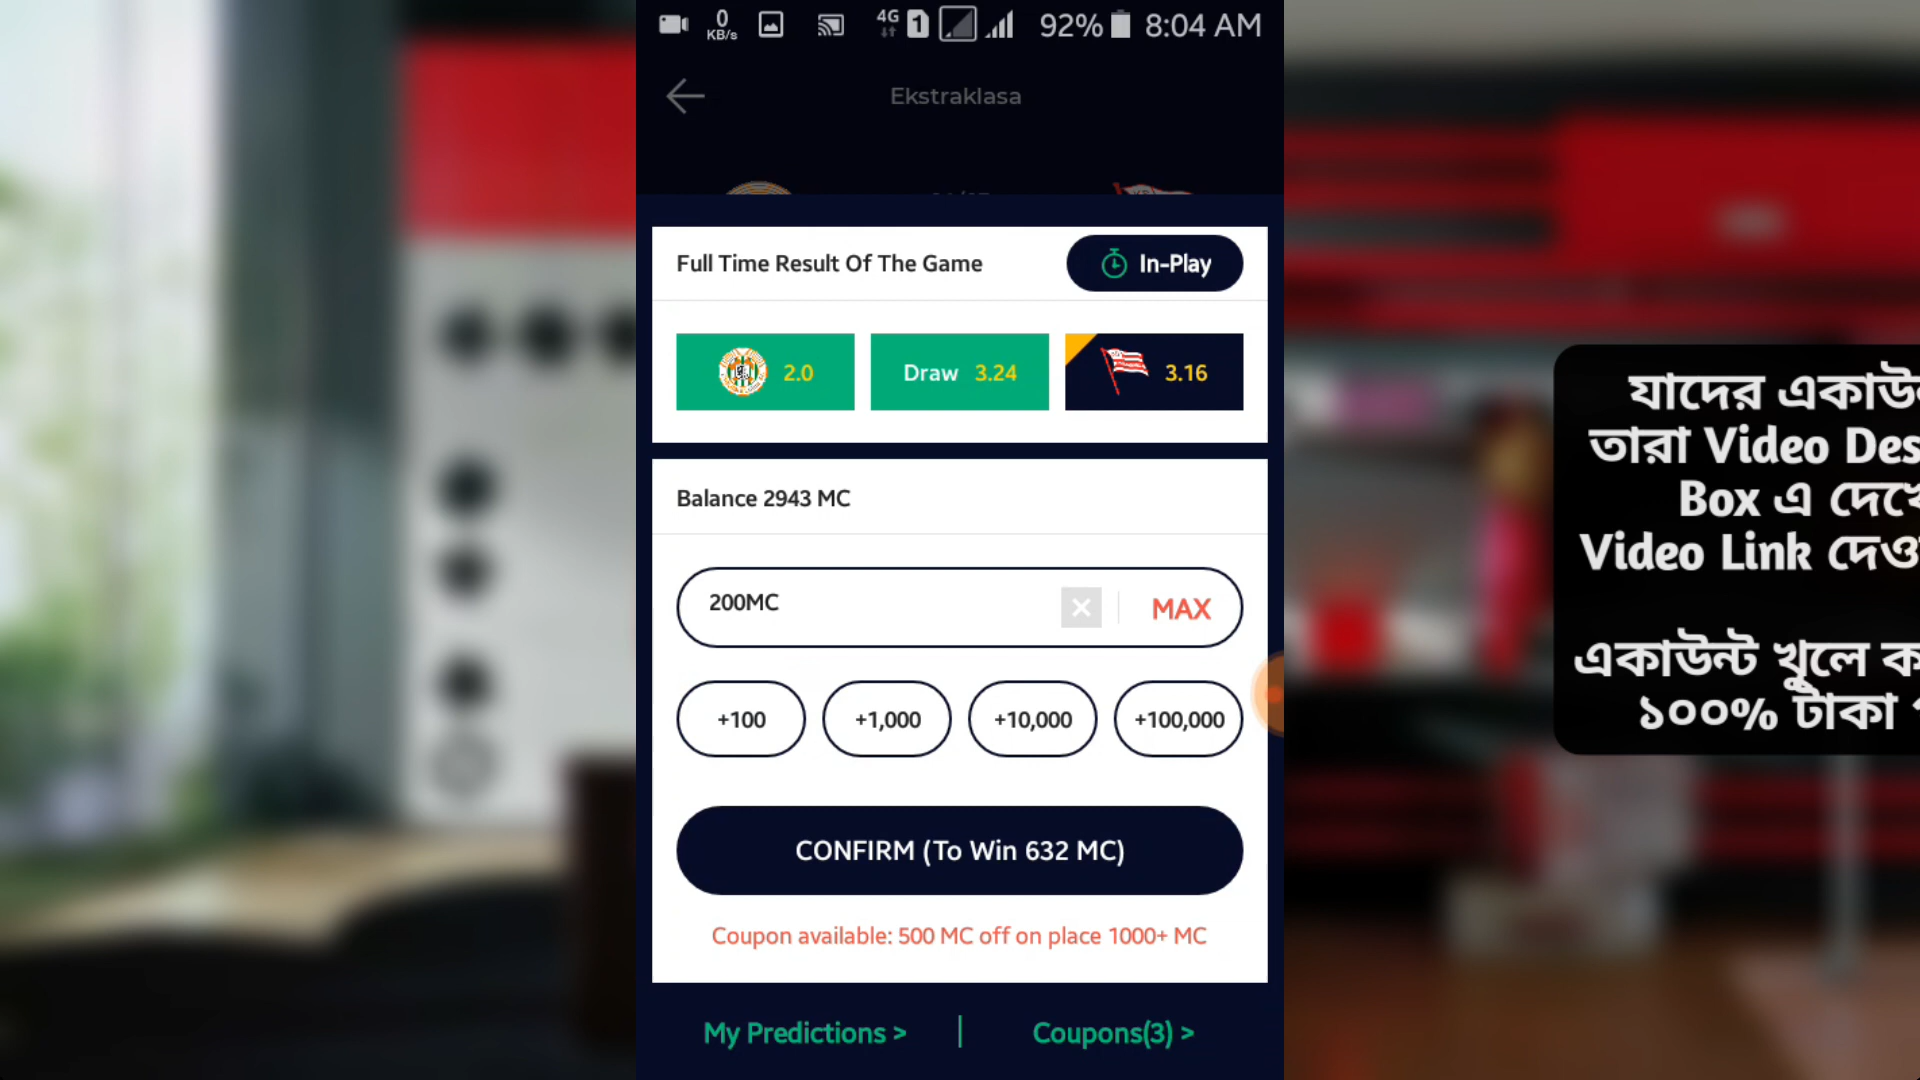 0
KB/s
4G
1
92%
8:04 AM
Ekstraklasa
Full Time Result Of The Game
In-Play
2.0
Draw 3.24
3.16
Balance 2943 MC
200MC
MAX
+100
+1,000
+10,000
+100,000
CONFIRM (To Win 632 MC)
Coupon available: 500 MC off on place 1000+ MC
My Predictions >
Coupons(3) >
যাদের
তারা Video
Box এ
Video Link
একাউন্ট খুলে
১০০% টাকা